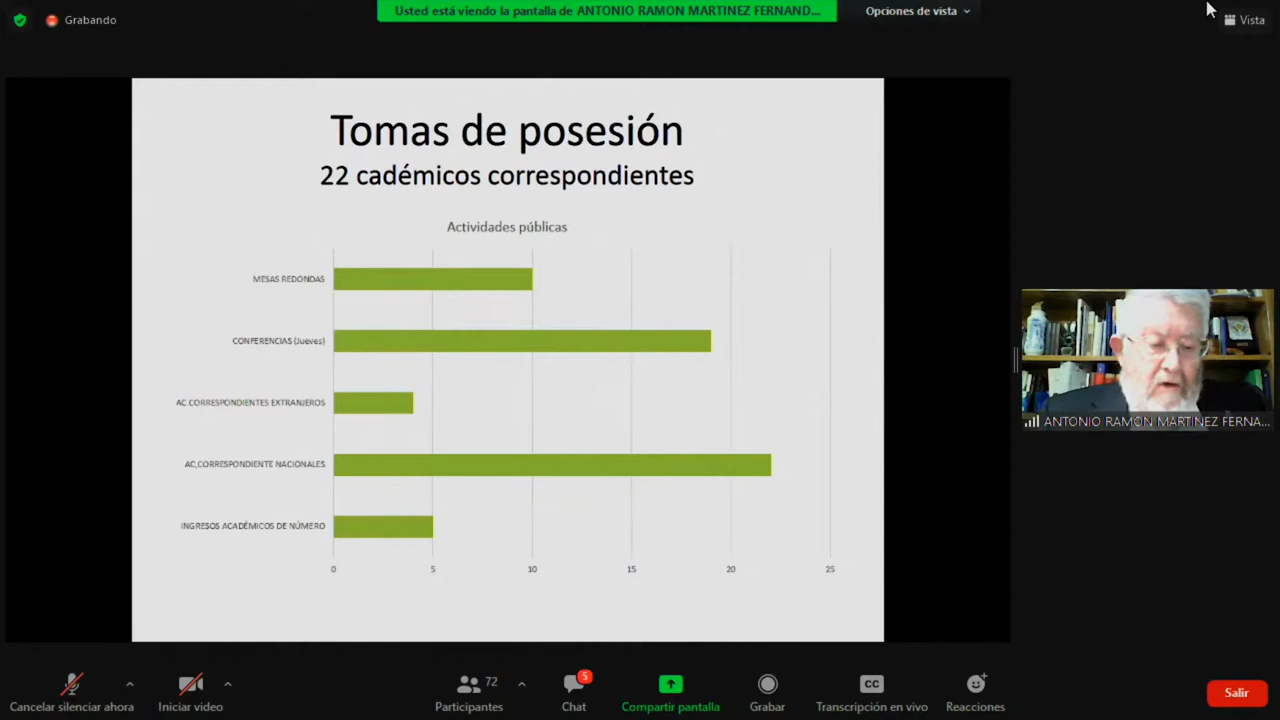 Grabando
Usted está viendo la pantalla de ANTONIO RAMON MARTINEZ FERNAND...
Opciones de vista
Vista
Tomas de posesión
22 cadémicos correspondientes
Actividades públicas
MESAS REDONDAS
CONFERENCIAS (Jueves)
AC.CORRESPONDIENTES EXTRANJEROS
AC,CORRESPONDIENTE NACIONALES
INGRESOS ACADÉMICOS DE NÚMERO
0 5 10 15 20 25
ANTONIO RAMON MARTINEZ FERNA...
Cancelar silenciar ahora
Iniciar video
72
Participantes
5
Chat
Compartir pantalla
Grabar
CC
Transcripción en vivo
Reacciones
Salir